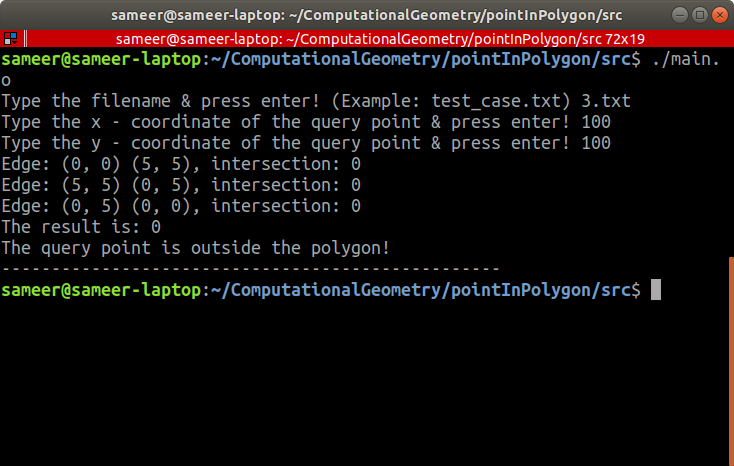 sameer@sameer-laptop: ~/ComputationalGeometry/pointInPolygon/src
sameer@sameer-laptop: ~/ComputationalGeometry/pointInPolygon/src 72x19
sameer@sameer-laptop:~/ComputationalGeometry/pointInPolygon/src$ ./main.
o
Type the filename & press enter! (Example: test_case.txt) 3.txt
Type the x - coordinate of the query point & press enter! 100
Type the y - coordinate of the query point & press enter! 100
Edge: (0, 0) (5, 5), intersection: 0
Edge: (5, 5) (0, 5), intersection: 0
Edge: (0, 5) (0, 0), intersection: 0
The result is: 0
The query point is outside the polygon!
--------------------------------------------------
sameer@sameer-laptop:~/ComputationalGeometry/pointInPolygon/src$